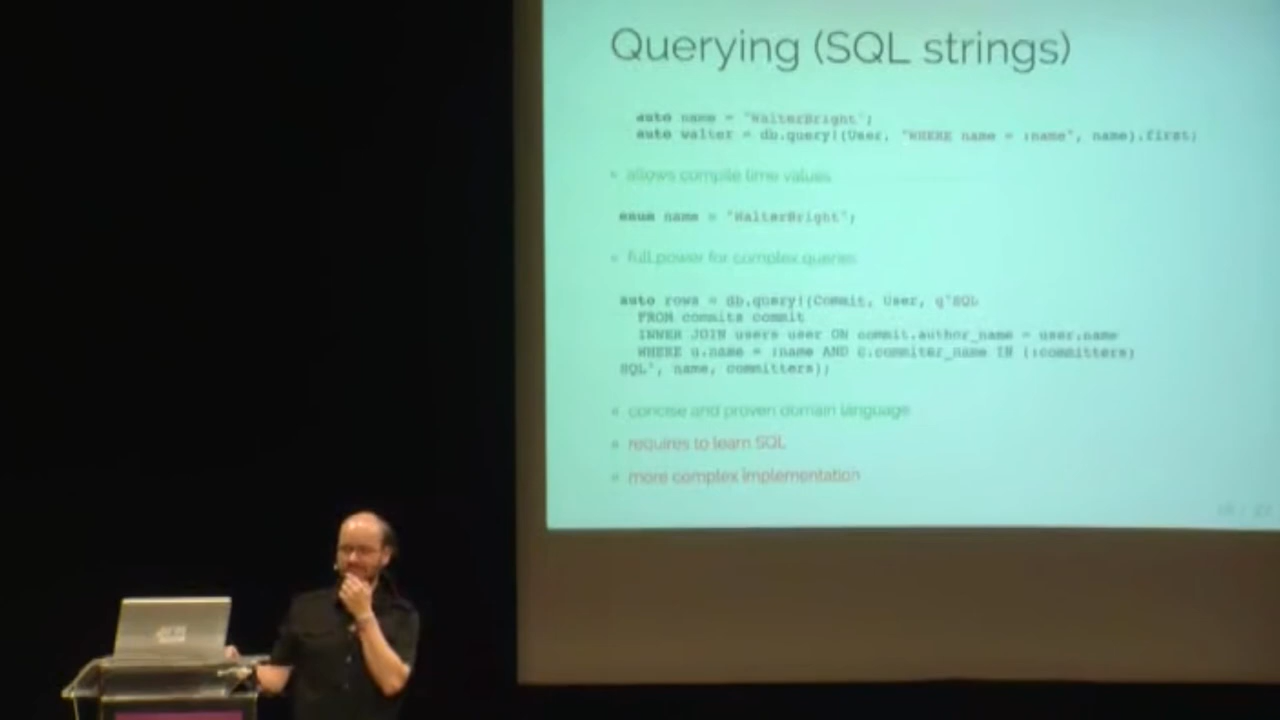 Querying (SQL strings)
auto name = "WalterBright";
auto walter = db.query!(User, "WHERE name = :name", name).first;
allows compile time values
enum name = "WalterBright";
full power for complex queries
auto rows = db.query!(Commit, User, q"SQL
FROM commits commit
INNER JOIN users user ON commit.author_name = user.name
WHERE u.name = :name AND c.commiter_name IN (:committers)
SQL", name, committers);
concise and proven domain language
requires to learn SQL
more complex implementation